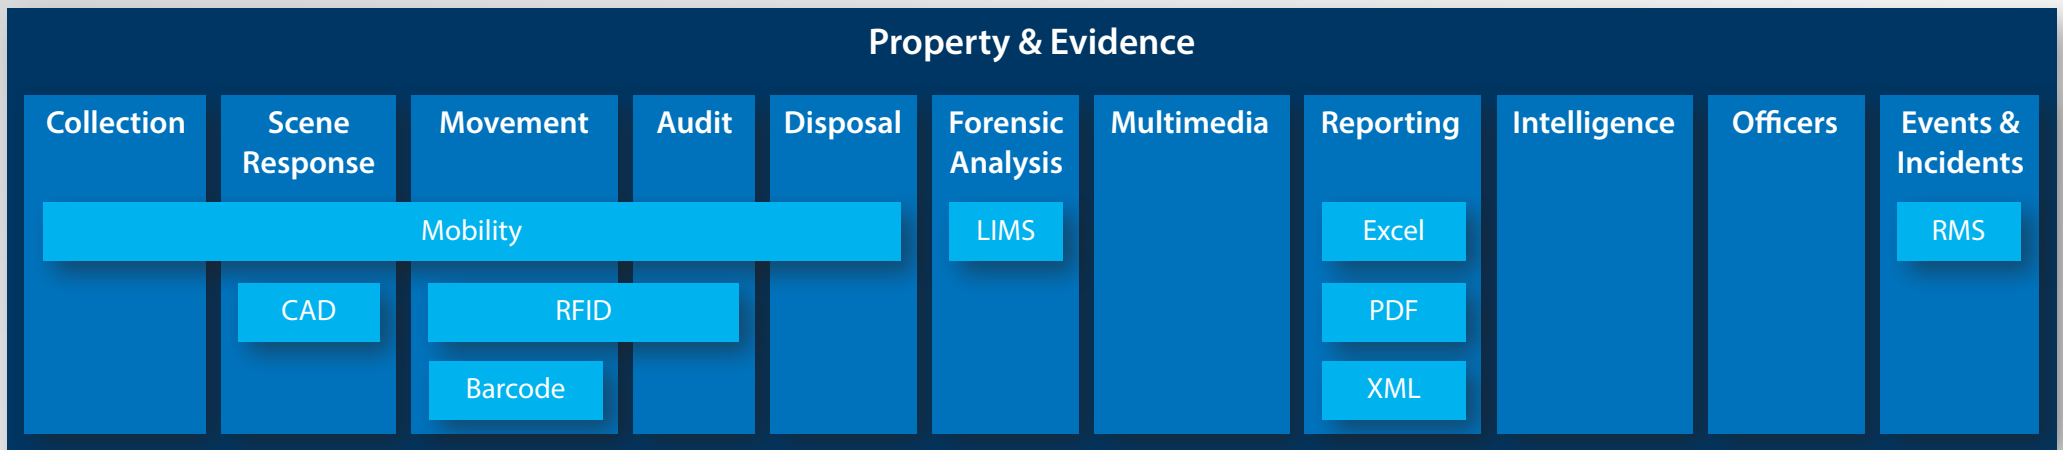 Property & Evidence
Collection
Scene
Response
Movement
Audit
Disposal
Forensic
Analysis
Multimedia
Reporting
Intelligence
Officers
Events &
Incidents
Mobility
LIMS
Excel
RMS
CAD
RFID
PDF
Barcode
XML